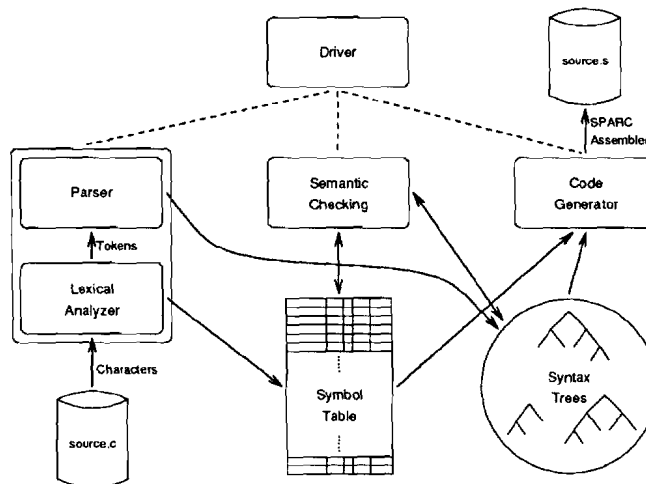 Driver
source.s
SPARC
Assembler
Parser
Semantic
Checking
Code
Generator
Tokens
Lexical
Analyzer
Characters
Symbol
Table
Syntax
Trees
source.c